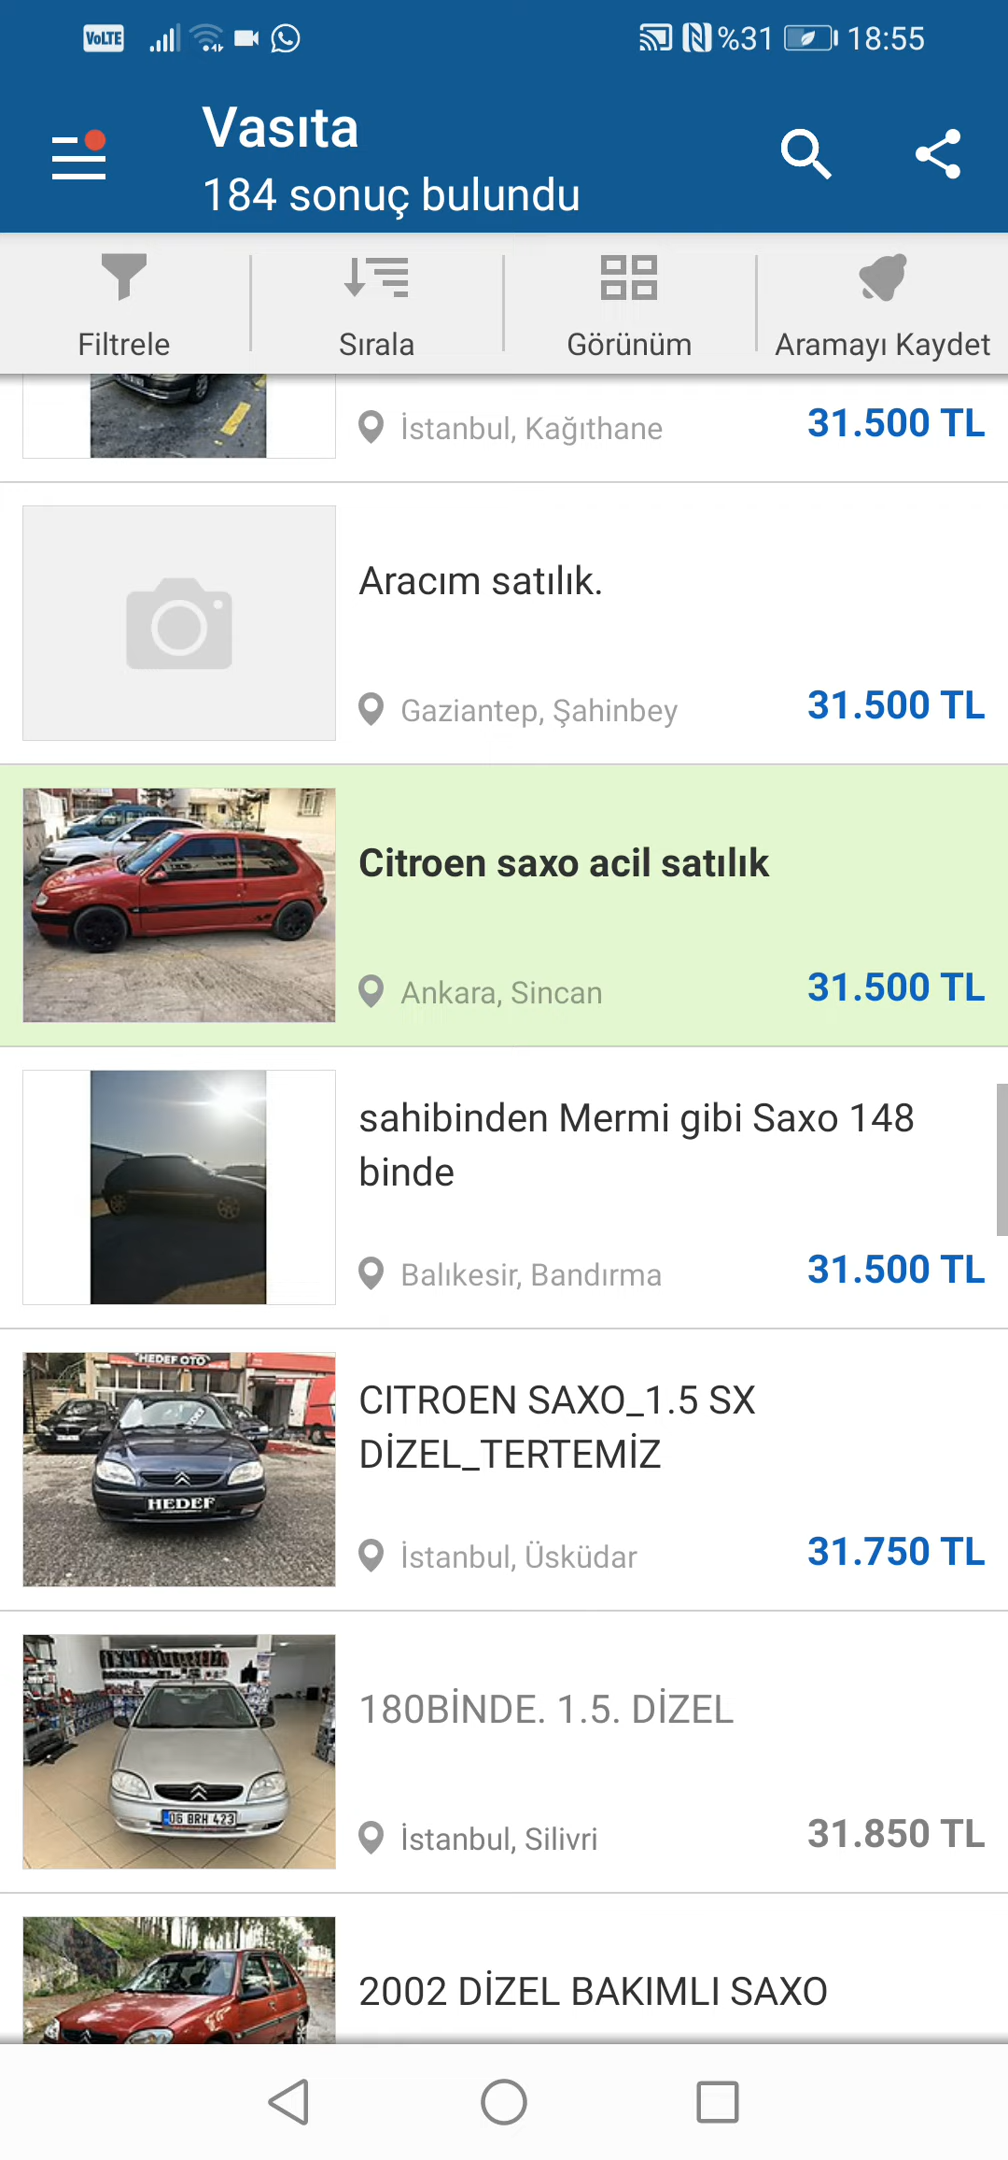 VoLTE %31 18:55
Vasıta
184 sonuç bulundu
Filtrele Sırala Görünüm Aramayı Kaydet
İstanbul, Kağıthane 31.500 TL
Aracım satılık.
Gaziantep, Şahinbey 31.500 TL
Citroen saxo acil satılık
Ankara, Sincan 31.500 TL
sahibinden Mermi gibi Saxo 148
binde
Balıkesir, Bandırma 31.500 TL
HEDEF OTO
CITROEN SAXO_1.5 SX
DİZEL_TERTEMİZ
HEDEF
İstanbul, Üsküdar 31.750 TL
180BİNDE. 1.5. DİZEL
06 BRH 423
İstanbul, Silivri 31.850 TL
2002 DİZEL BAKIMLI SAXO